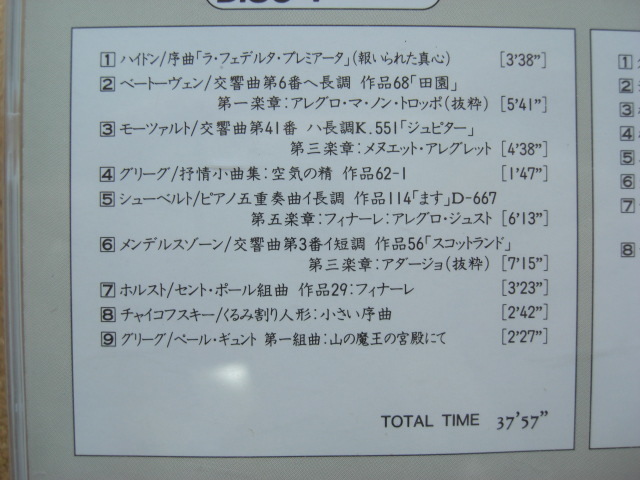 1 ハイドン/序曲「ラ・フェデルタ・プレミアータ」(報いられた真心) [3'38"]
2 ベートーヴェン/交響曲第6番ヘ長調 作品68「田園」
第一楽章:アレグロ・マ・ノン・トロッポ(抜粋) [5'41"]
3 モーツァルト/交響曲第41番 ハ長調K.551「ジュピター」
第三楽章:メヌエット・アレグレット [4'38"]
4 グリーグ/抒情小曲集:空気の精 作品62-1 [1'47"]
5 シューベルト/ピアノ五重奏曲イ長調 作品114「ます」D-667
第五楽章:フィナーレ:アレグロ・ジュスト [6'13"]
6 メンデルスゾーン/交響曲第3番イ短調 作品56「スコットランド」
第三楽章:アダージョ(抜粋) [7'15"]
7 ホルスト/セント・ポール組曲 作品29:フィナーレ [3'23"]
8 チャイコフスキー/くるみ割り人形:小さい序曲 [2'42"]
9 グリーグ/ペール・ギュント 第一組曲:山の魔王の宮殿にて [2'27"]
TOTAL TIME 37'57"
1
2
3
4
5
6
7
8